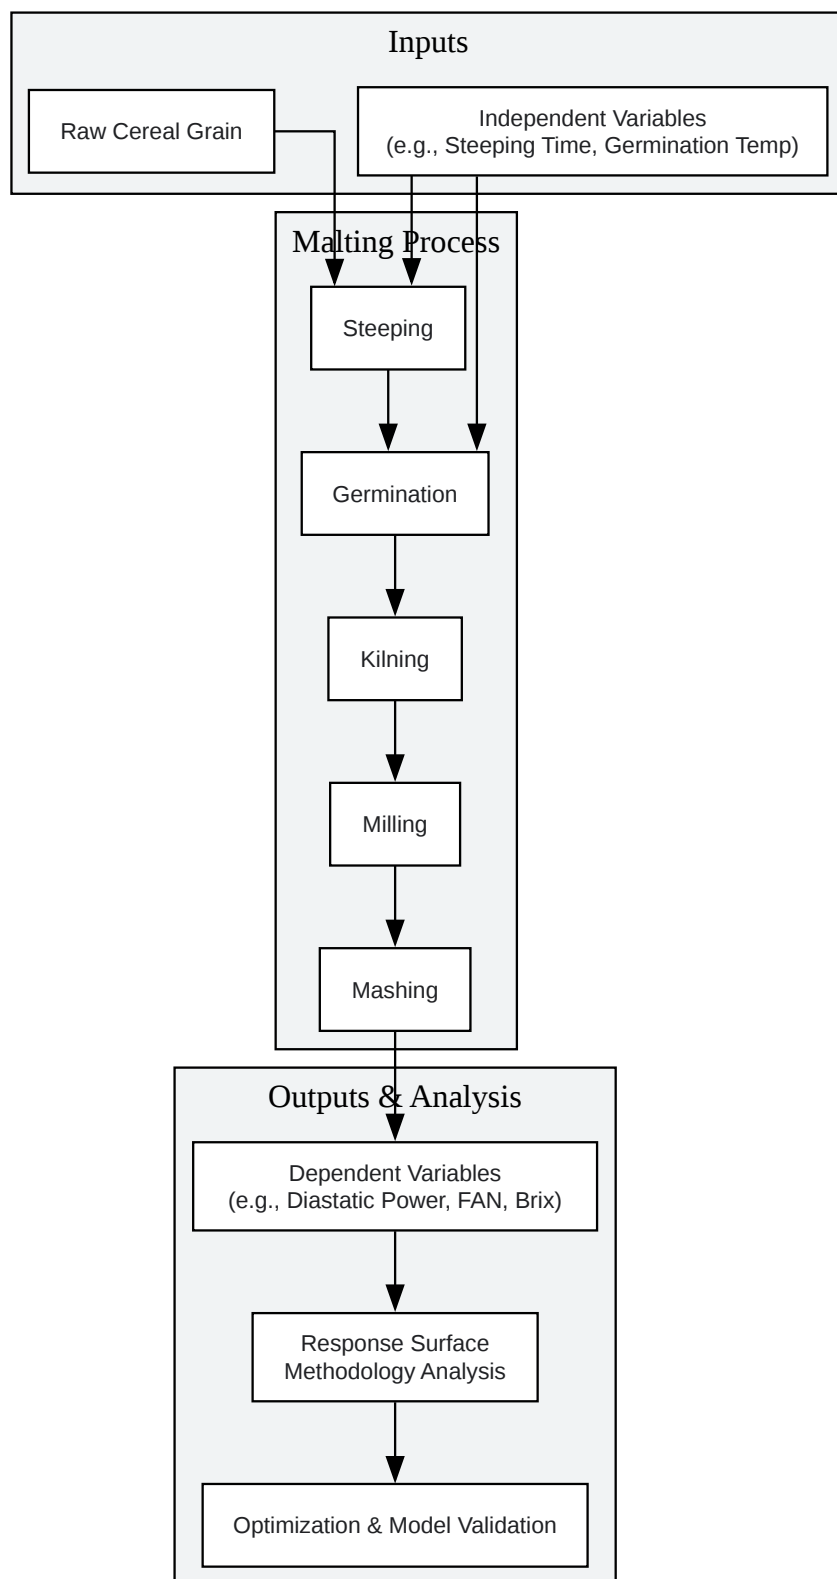 Inputs
Raw Cereal Grain
Independent Variables
(e.g., Steeping Time, Germination Temp)
Malting Process
Steeping
Germination
Kilning
Milling
Mashing
Outputs & Analysis
Dependent Variables
(e.g., Diastatic Power, FAN, Brix)
Response Surface
Methodology Analysis
Optimization & Model Validation